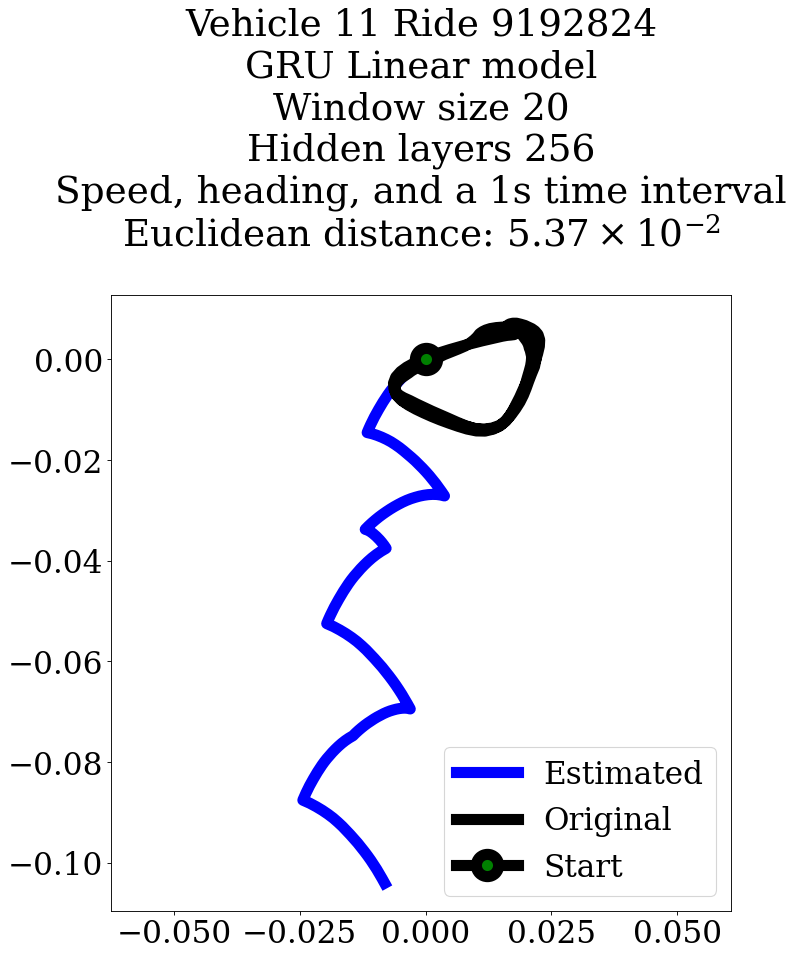 Vehicle 11 Ride 9192824
GRU Linear model
Window size 20
Hidden layers 256
Speed, heading, and a 1s time interval
Euclidean distance: 5.37 × 10⁻²
0.00
−0.02
−0.04
−0.06
−0.08
−0.10
Estimated
Original
Start
−0.050
−0.025
0.000
0.025
0.050